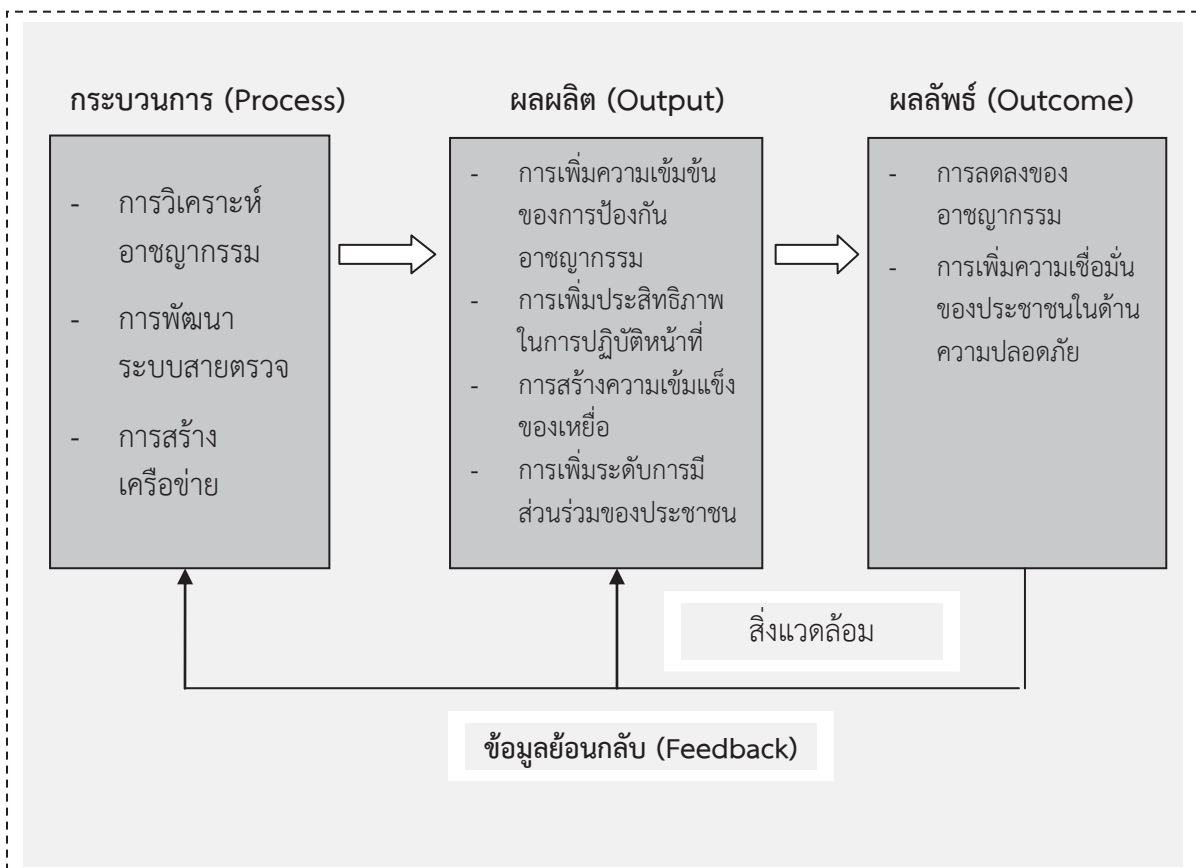 กระบวนการ (Process)
- การวิเคราะห์
อาชญากรรม
- การพัฒนา
ระบบสายตรวจ
- การสร้าง
เครือข่าย
ผลผลิต (Output)
- การเพิ่มความเข้มข้น
ของการป้องกัน
อาชญากรรม
- การเพิ่มประสิทธิภาพ
ในการปฏิบัติหน้าที่
- การสร้างความเข้มแข็ง
ของเหยื่อ
- การเพิ่มระดับการมี
ส่วนร่วมของประชาชน
ผลลัพธ์ (Outcome)
- การลดลงของ
อาชญากรรม
- การเพิ่มความเชื่อมั่น
ของประชาชนในด้าน
ความปลอดภัย
สิ่งแวดล้อม
ข้อมูลย้อนกลับ (Feedback)